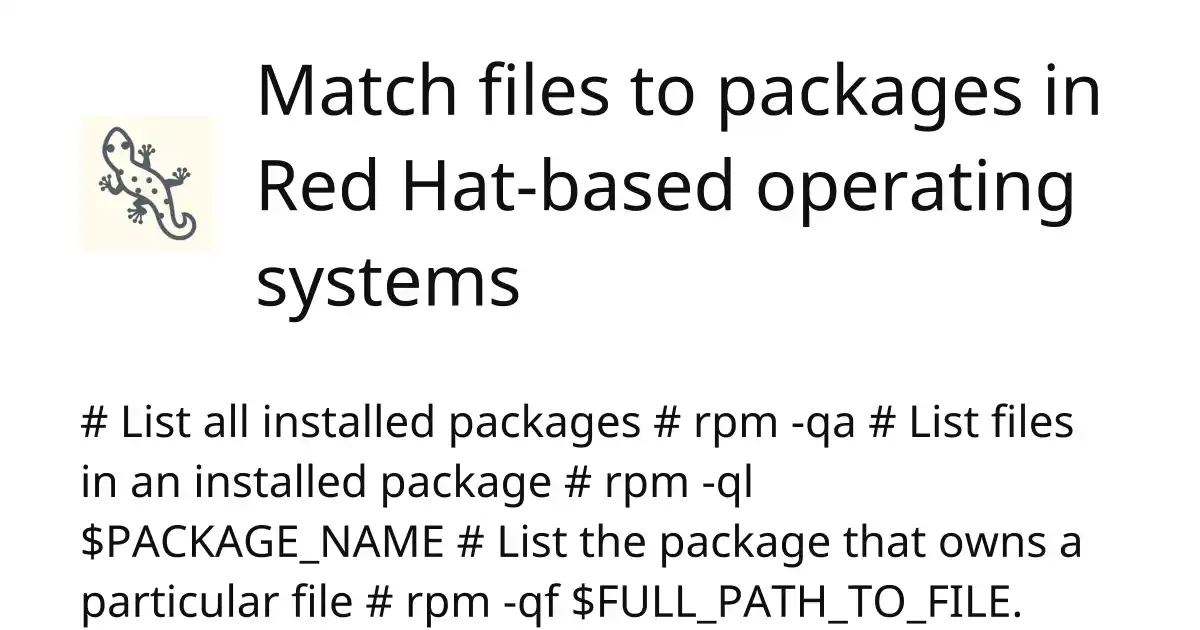 Match files to packages in
Red Hat-based operating
systems
# List all installed packages # rpm -qa # List files
in an installed package # rpm -ql
$PACKAGE_NAME # List the package that owns a
particular file # rpm -qf $FULL_PATH_TO_FILE.